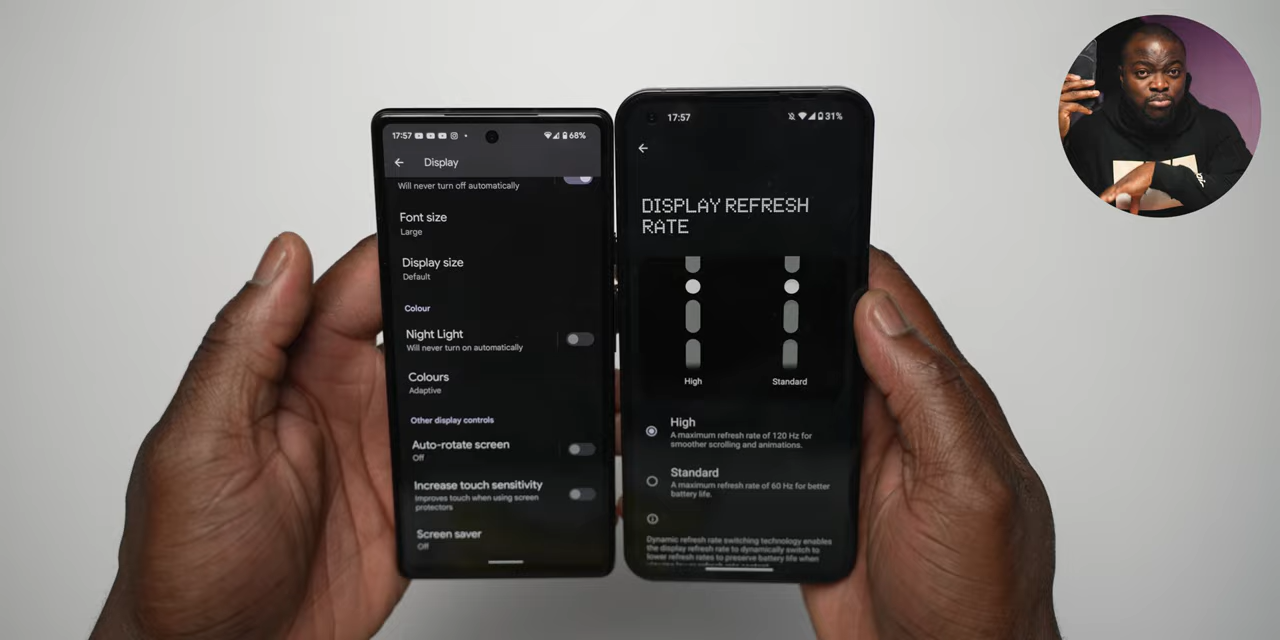 17:57
68%
Display
Will never turn off automatically
Font size
Large
Display size
Default
Colour
Night Light
Will never turn on automatically
Colours
Adaptive
Other display controls
Auto-rotate screen
Off
Increase touch sensitivity
Improves touch when using screen
protectors
Screen saver
Off
17:57
31%
DISPLAY REFRESH
RATE
High
Standard
High
A maximum refresh rate of 120 Hz for
smoother scrolling and animations.
Standard
A maximum refresh rate of 60 Hz for better
battery life.
Dynamic refresh rate switching technology enables
the display refresh rate to dynamically switch to
lower refresh rates to preserve battery life when